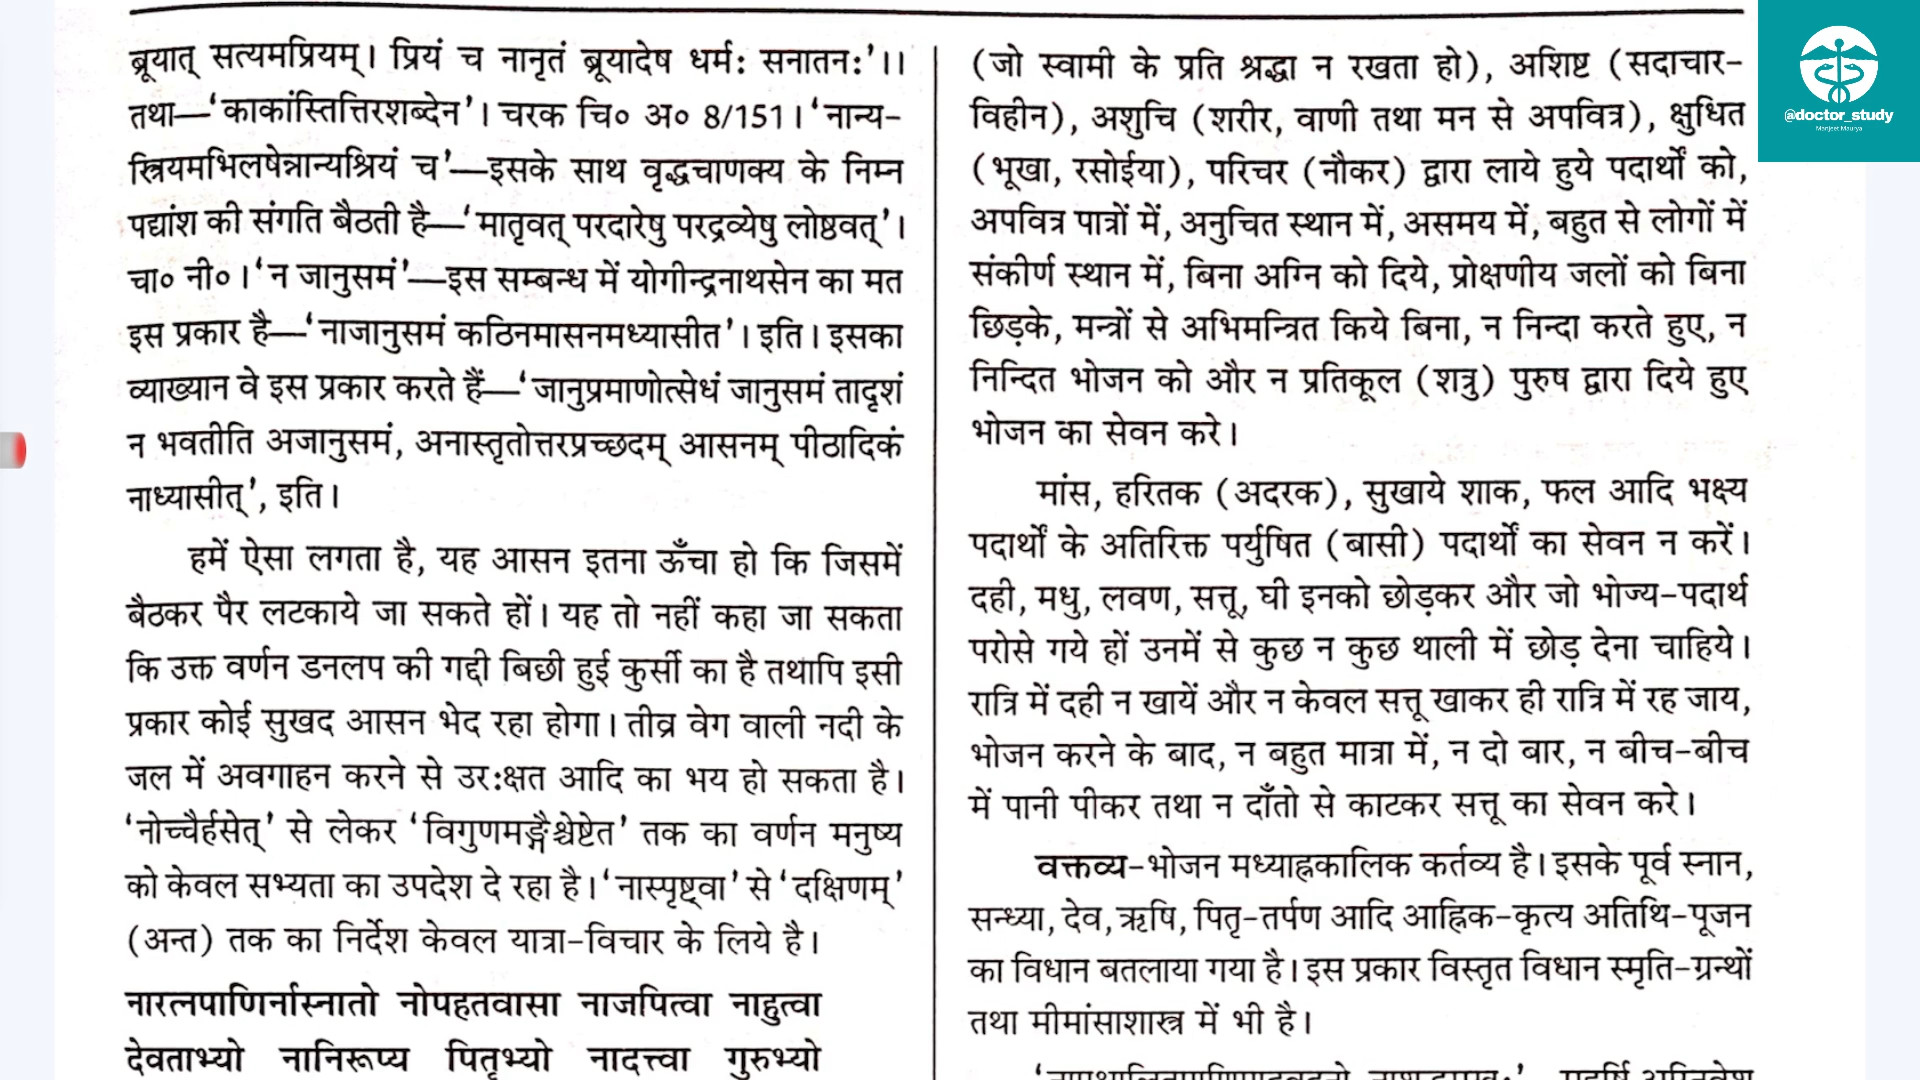 ब्रूयात् सत्यमप्रियम्। प्रियं च नानृतं ब्रूयादेष धर्मः सनातनः’।।
तथा—‘काकांस्तित्तिरशब्देन’। चरक चि० अ० 8/151। ‘नान्य-
स्त्रियमभिलषेन्नान्यश्रियं च’—इसके साथ वृद्धचाणक्य के निम्न
पद्यांश की संगति बैठती है—‘मातृवत् परदारेषु परद्रव्येषु लोष्ठवत्’।
चा० नी०। ‘न जानुसमं’—इस सम्बन्ध में योगीन्द्रनाथसेन का मत
इस प्रकार है—‘नाजानुसमं कठिनमासनमध्यासीत’। इति। इसका
व्याख्यान वे इस प्रकार करते हैं—‘जानुप्रमाणोत्सेधं जानुसमं तादृशं
न भवतीति अजानुसमं, अनास्तृतोत्तरप्रच्छदम् आसनम् पीठादिकं
नाध्यासीत्’, इति।
हमें ऐसा लगता है, यह आसन इतना ऊँचा हो कि जिसमें
बैठकर पैर लटकाये जा सकते हों। यह तो नहीं कहा जा सकता
कि उक्त वर्णन डनलप की गद्दी बिछी हुई कुर्सी का है तथापि इसी
प्रकार कोई सुखद आसन भेद रहा होगा। तीव्र वेग वाली नदी के
जल में अवगाहन करने से उरःक्षत आदि का भय हो सकता है।
‘नोच्चैर्हसेत्’ से लेकर ‘विगुणमङ्गैश्चेष्टेत’ तक का वर्णन मनुष्य
को केवल सभ्यता का उपदेश दे रहा है। ‘नास्पृष्ट्वा’ से ‘दक्षिणम्’
(अन्त) तक का निर्देश केवल यात्रा-विचार के लिये है।
नारत्नपाणिर्नास्नातो नोपहतवासा नाजपित्वा नाहुत्वा
देवताभ्यो नानिरूप्य पितृभ्यो नादत्त्वा गुरुभ्यो
(जो स्वामी के प्रति श्रद्धा न रखता हो), अशिष्ट (सदाचार-
विहीन), अशुचि (शरीर, वाणी तथा मन से अपवित्र), क्षुधित
(भूखा, रसोईया), परिचर (नौकर) द्वारा लाये हुये पदार्थों को,
अपवित्र पात्रों में, अनुचित स्थान में, असमय में, बहुत से लोगों में
संकीर्ण स्थान में, बिना अग्नि को दिये, प्रोक्षणीय जलों को बिना
छिड़के, मन्त्रों से अभिमन्त्रित किये बिना, न निन्दा करते हुए, न
निन्दित भोजन को और न प्रतिकूल (शत्रु) पुरुष द्वारा दिये हुए
भोजन का सेवन करे।
मांस, हरितक (अदरक), सुखाये शाक, फल आदि भक्ष्य
पदार्थों के अतिरिक्त पर्युषित (बासी) पदार्थों का सेवन न करें।
दही, मधु, लवण, सत्तू, घी इनको छोड़कर और जो भोज्य-पदार्थ
परोसे गये हों उनमें से कुछ न कुछ थाली में छोड़ देना चाहिये।
रात्रि में दही न खायें और न केवल सत्तू खाकर ही रात्रि में रह जाय,
भोजन करने के बाद, न बहुत मात्रा में, न दो बार, न बीच-बीच
में पानी पीकर तथा न दाँतो से काटकर सत्तू का सेवन करे।
वक्तव्य-भोजन मध्याह्नकालिक कर्तव्य है। इसके पूर्व स्नान,
सन्ध्या, देव, ऋषि, पितृ-तर्पण आदि आह्निक-कृत्य अतिथि-पूजन
का विधान बतलाया गया है। इस प्रकार विस्तृत विधान स्मृति-ग्रन्थों
तथा मीमांसाशास्त्र में भी है।
@doctor_study
Manjeet Maurya